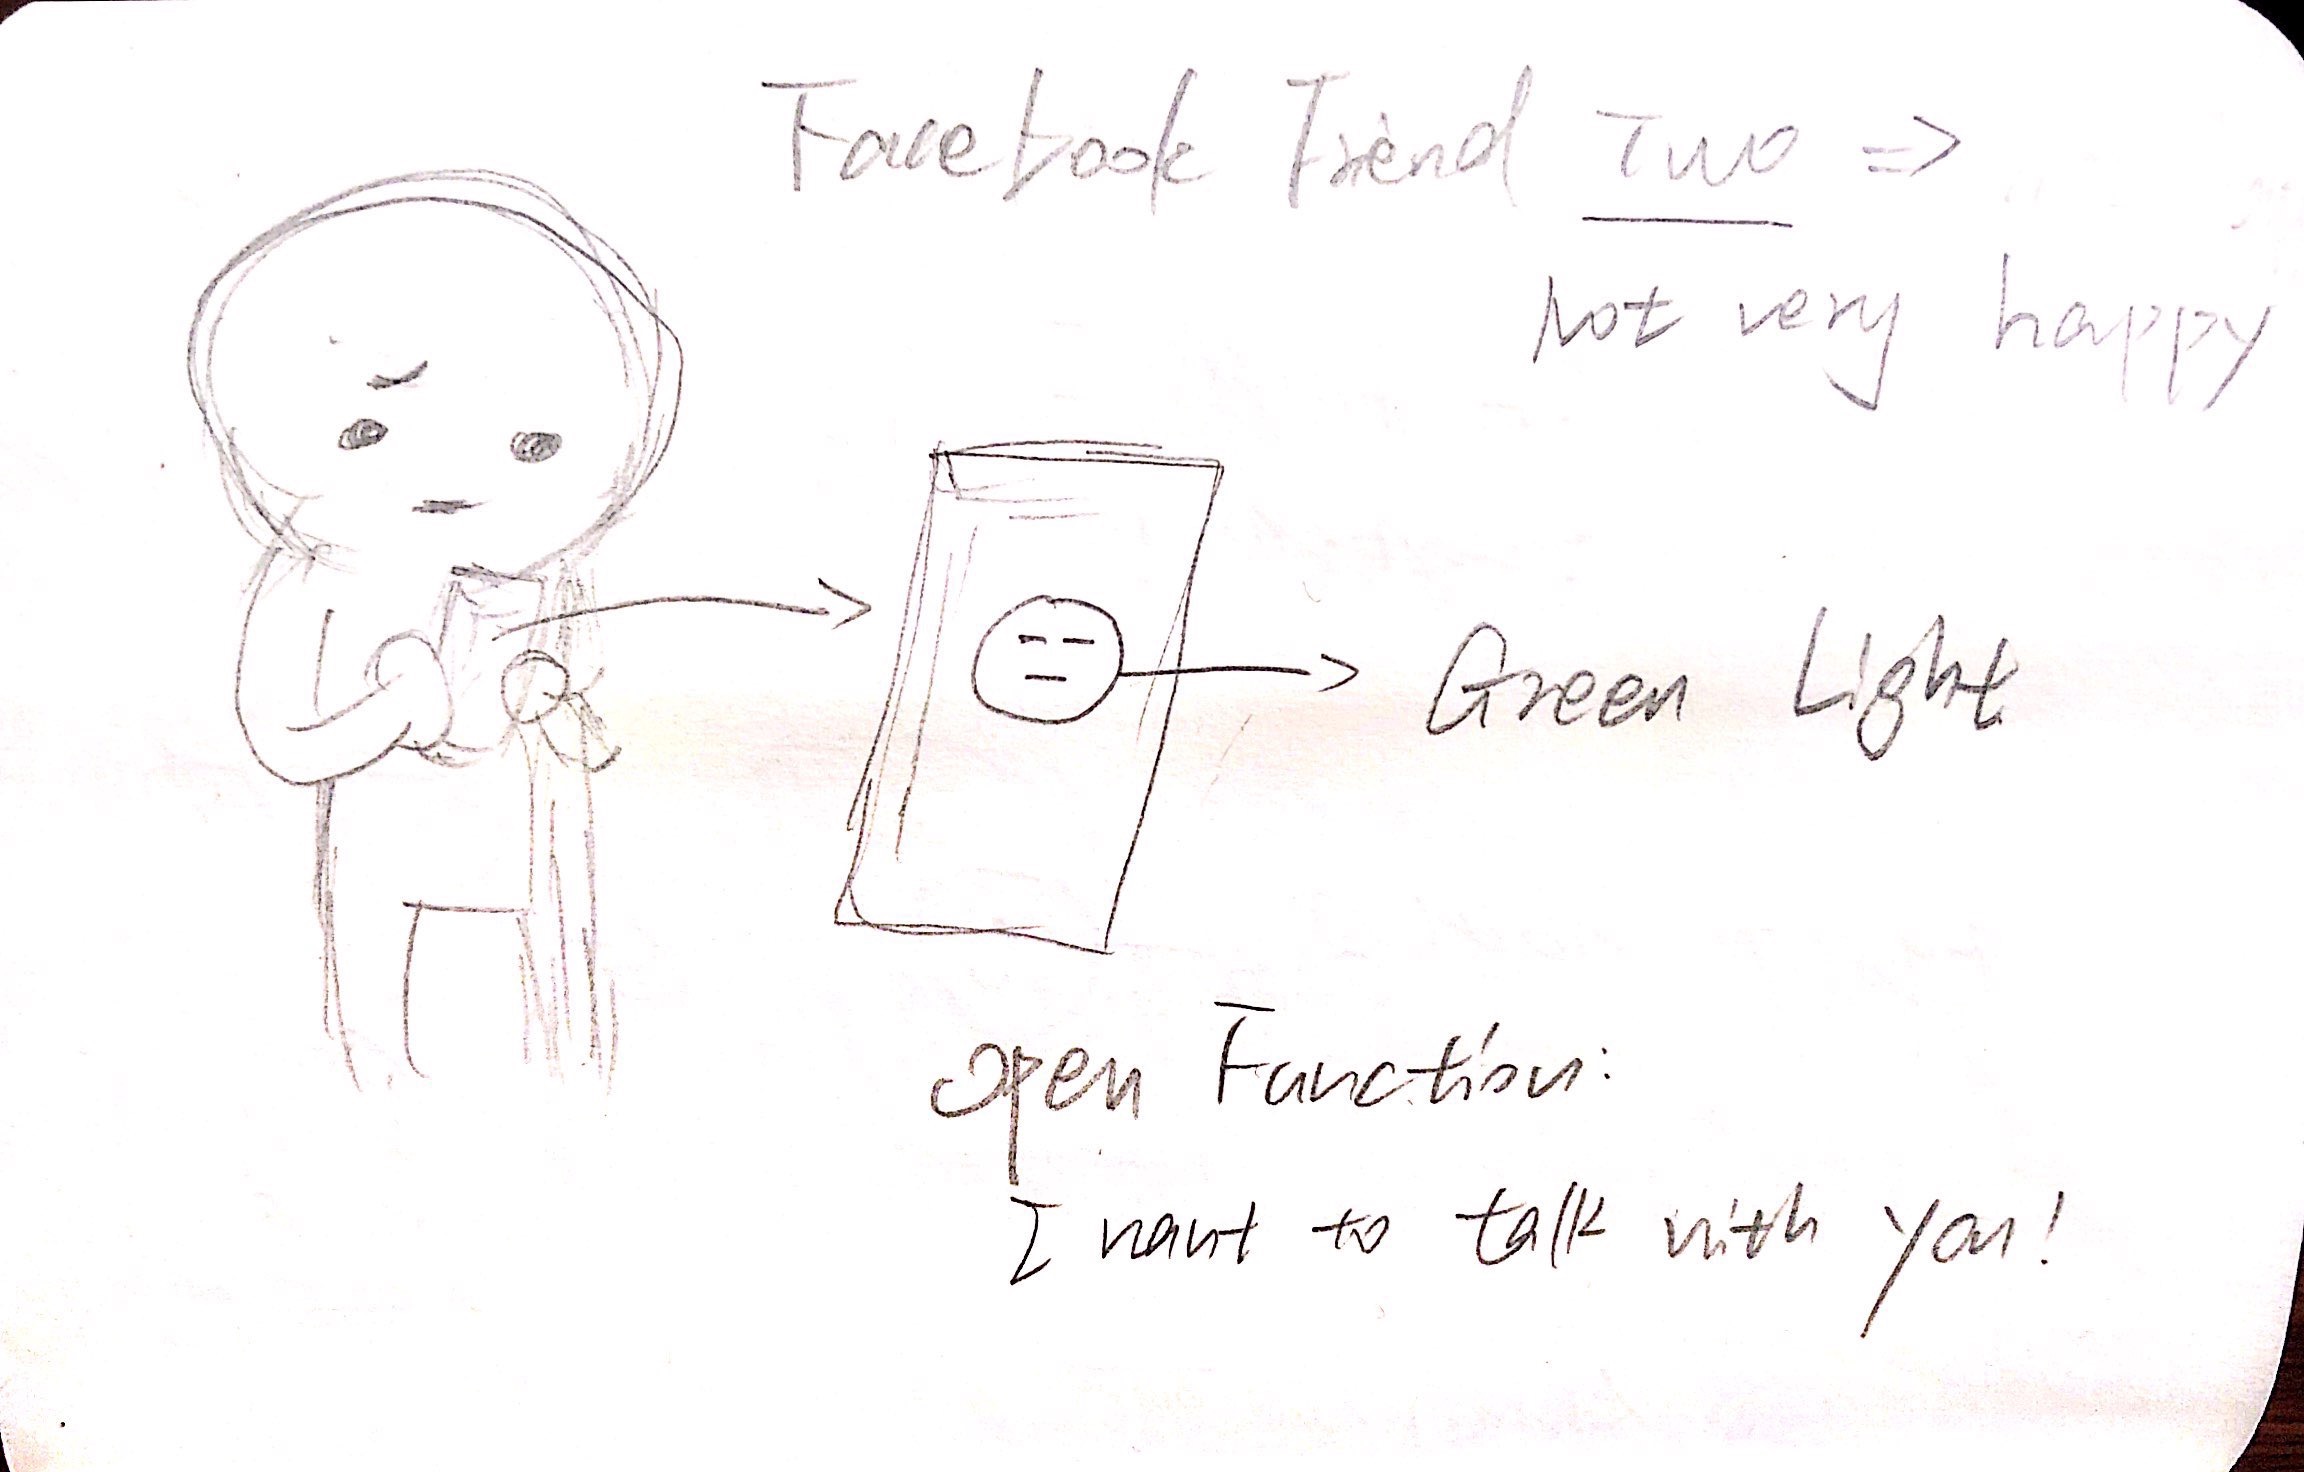 Facebook Friend Two =>
Not very happy
Green Light
open Function:
I want to talk with you!